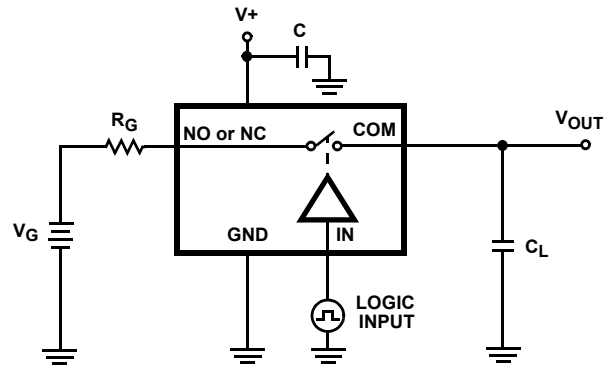 V+
C
RG
NO or NC
COM
VOUT
VG
GND
IN
CL
LOGIC
INPUT